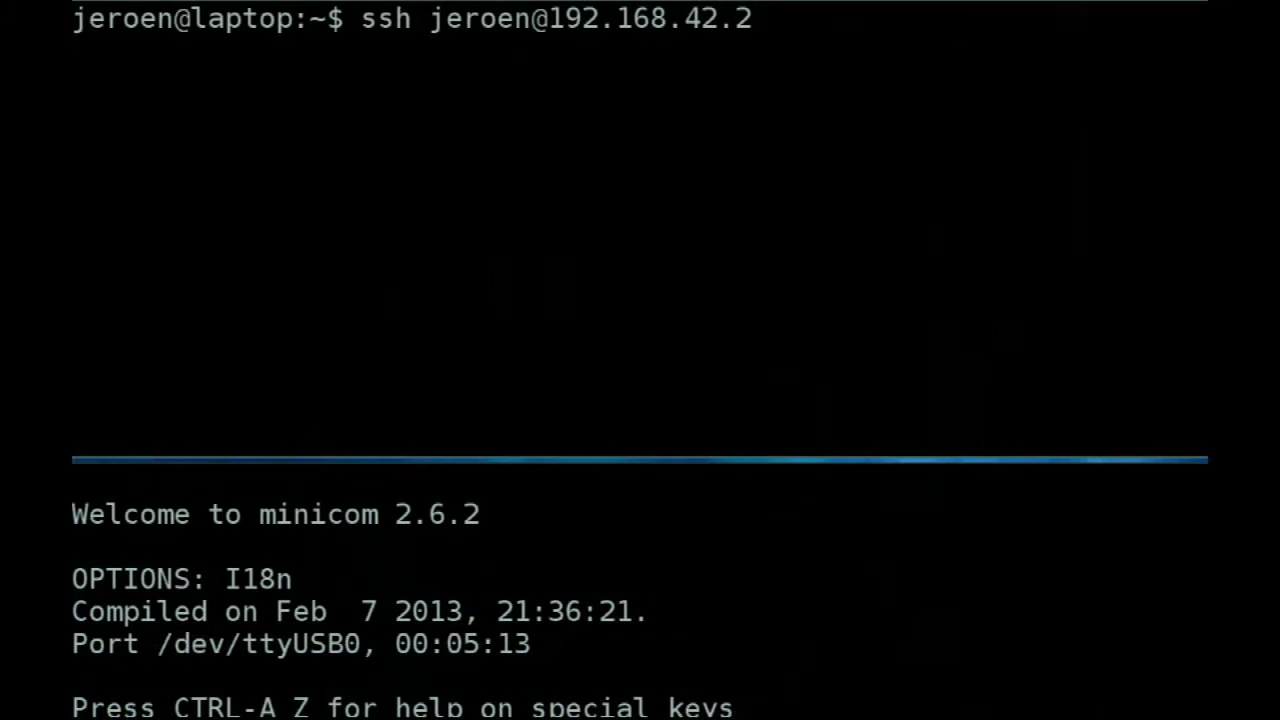 jeroen@laptop:~$ ssh jeroen@192.168.42.2
Welcome to minicom 2.6.2
OPTIONS: I18n
Compiled on Feb  7 2013, 21:36:21.
Port /dev/ttyUSB0, 00:05:13
Press CTRL-A Z for help on special keys